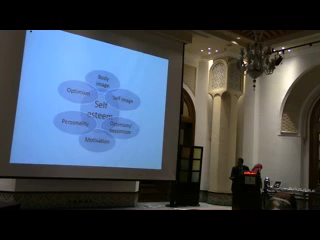 Body
image
Optimism
Self image
Self
esteem
Personality
Motivation